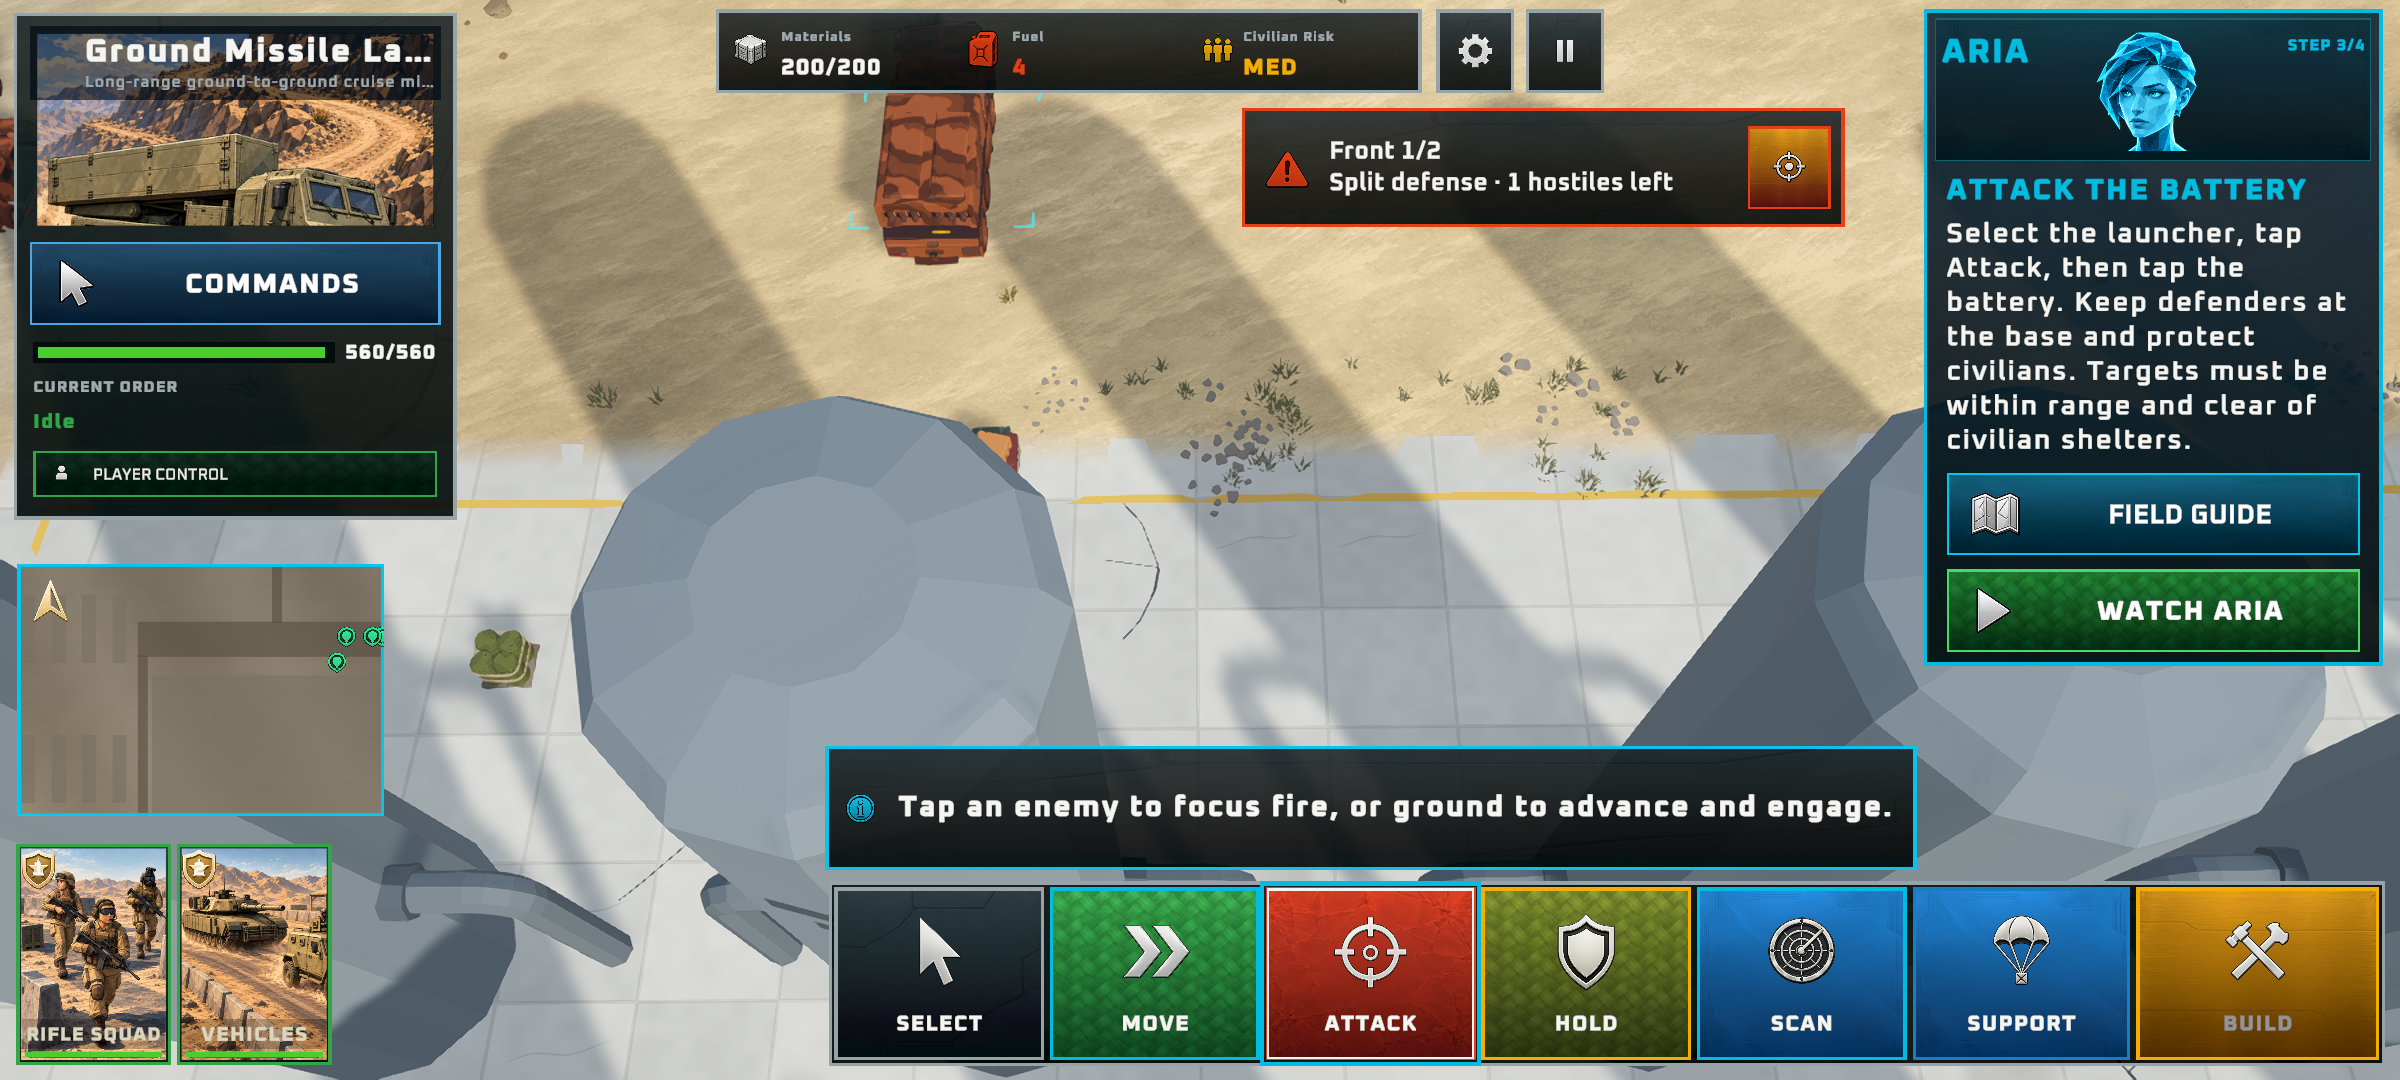 Ground Missile La...
Long-range ground-to-ground cruise mi...
COMMANDS
560/560
CURRENT ORDER
Idle
PLAYER CONTROL
Materials
200/200
Fuel
4
Civilian Risk
MED
Front 1/2
Split defense · 1 hostiles left
ARIA
STEP 3/4
ATTACK THE BATTERY
Select the launcher, tap
Attack, then tap the
battery. Keep defenders at
the base and protect
civilians. Targets must be
within range and clear of
civilian shelters.
FIELD GUIDE
WATCH ARIA
Tap an enemy to focus fire, or ground to advance and engage.
RIFLE SQUAD
VEHICLES
SELECT
MOVE
ATTACK
HOLD
SCAN
SUPPORT
BUILD